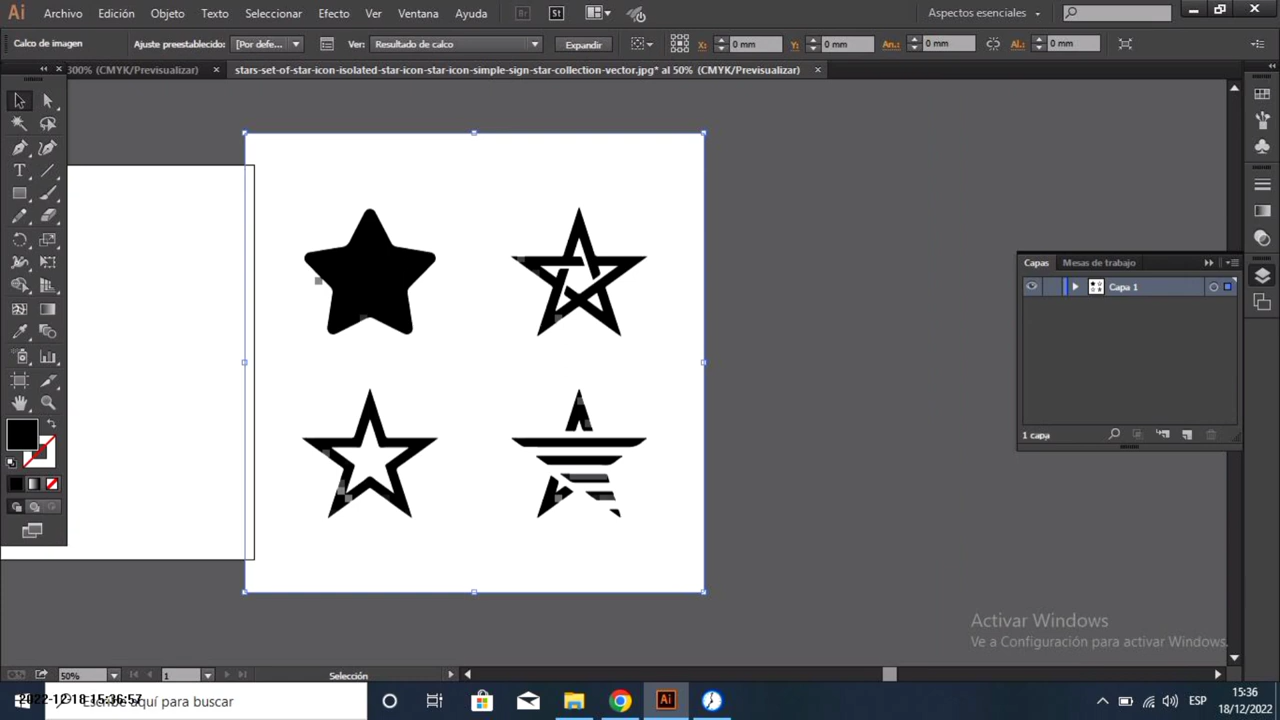 Ai Archivo Edición Objeto Texto Seleccionar Efecto Ver Ventana Ayuda Br St Aspectos esenciales
Calco de imagen Ajuste preestablecido: [Por defe... Ver: Resultado de calco Expandir X: 0 mm Y: 0 mm An.: 0 mm Al.: 0 mm
300% (CMYK/Previsualizar) stars-set-of-star-icon-isolated-star-icon-star-icon-simple-sign-star-collection-vector.jpg* al 50% (CMYK/Previsualizar)
Capas Mesas de trabajo
Capa 1
1 capa
Activar Windows
Ve a Configuración para activar Windows.
50% 1 Selección
2022-12-18 15:36:57
Escribe aquí para buscar
Ai
ESP
15:36
18/12/2022